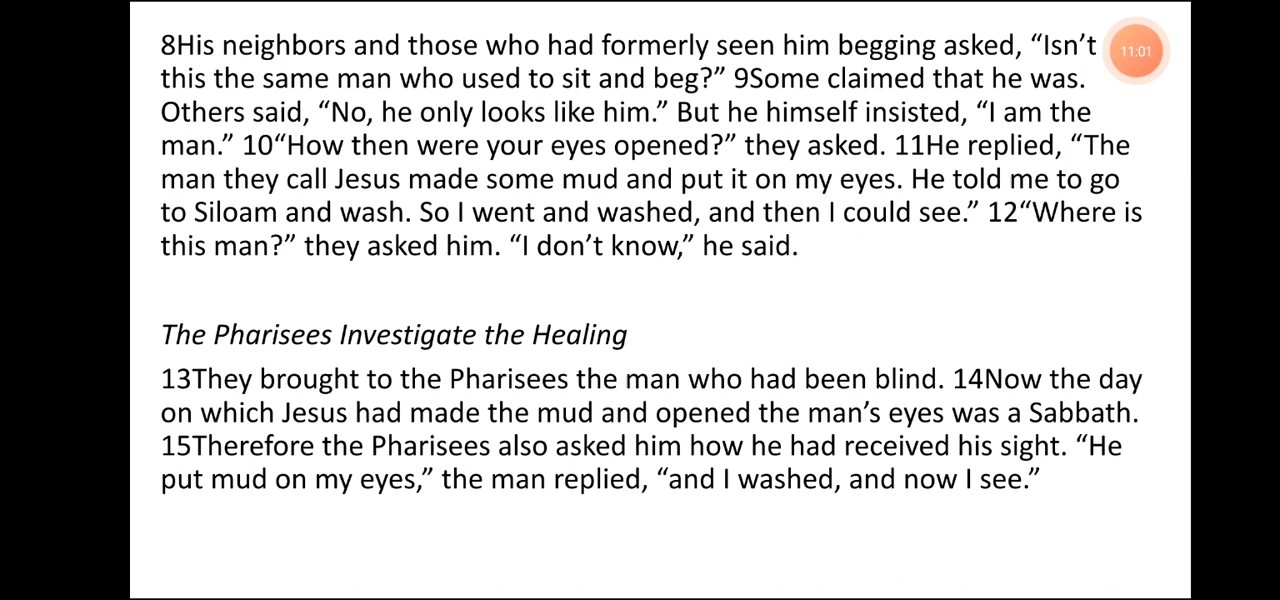 8His neighbors and those who had formerly seen him begging asked, “Isn’t
11:01
this the same man who used to sit and beg?” 9Some claimed that he was.
Others said, “No, he only looks like him.” But he himself insisted, “I am the
man.” 10“How then were your eyes opened?” they asked. 11He replied, “The
man they call Jesus made some mud and put it on my eyes. He told me to go
to Siloam and wash. So I went and washed, and then I could see.” 12“Where is
this man?” they asked him. “I don’t know,” he said.
The Pharisees Investigate the Healing
13They brought to the Pharisees the man who had been blind. 14Now the day
on which Jesus had made the mud and opened the man’s eyes was a Sabbath.
15Therefore the Pharisees also asked him how he had received his sight. “He
put mud on my eyes,” the man replied, “and I washed, and now I see.”